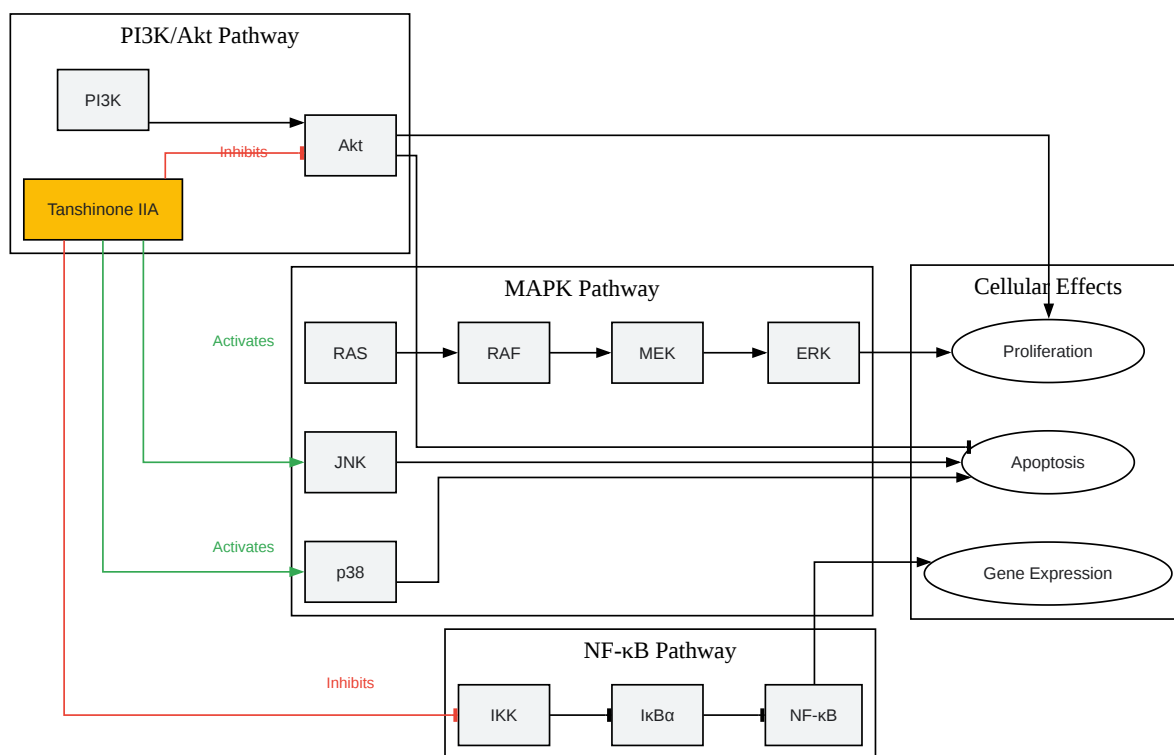 PI3K/Akt Pathway
PI3K
Akt
Inhibits
Tanshinone IIA
MAPK Pathway
Cellular Effects
Activates
RAS
RAF
MEK
ERK
Proliferation
JNK
Apoptosis
Activates
p38
Gene Expression
NF-κB Pathway
Inhibits
IKK
IκBα
NF-κB